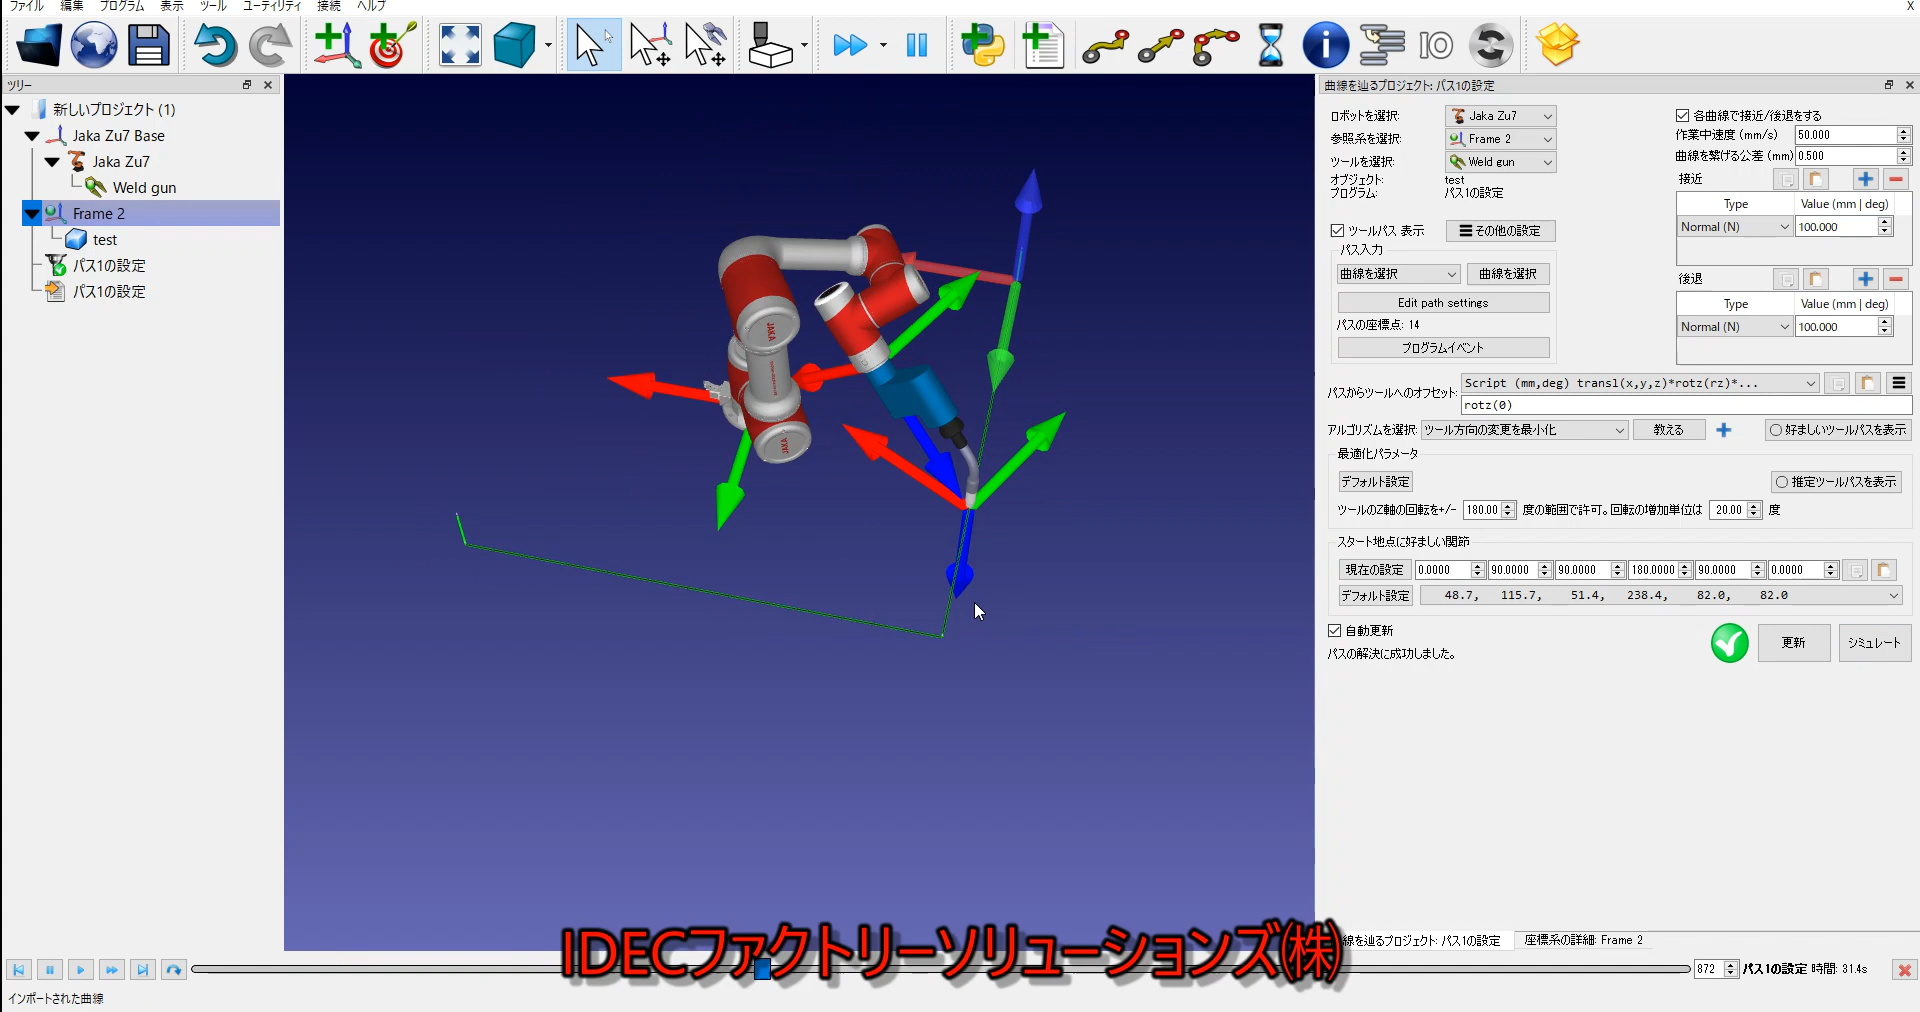 ファイル 編集 プログラム 表示 ツール ユーティリティ 接続 ヘルプ X
IO
ツリー
新しいプロジェクト (1)
Jaka Zu7 Base
Jaka Zu7
Weld gun
Frame 2
test
パス1の設定
パス1の設定
JAKA
JAKA
曲線を辿るプロジェクト: パス1の設定
ロボットを選択: Jaka Zu7
参照系を選択: Frame 2
ツールを選択: Weld gun
オブジェクト: test
プログラム: パス1の設定
ツールパス 表示 その他の設定
パス入力
曲線を選択 曲線を選択
Edit path settings
パスの座標点: 14
プログラムイベント
各曲線で接近/後退をする
作業中速度 (mm/s) 50.000
曲線を繋げる公差 (mm) 0.500
接近
Type Value (mm | deg)
Normal (N) 100.000
後退
Type Value (mm | deg)
Normal (N) 100.000
パスからツールへのオフセット: Script (mm,deg) transl(x,y,z)*rotz(rz)*...
rotz(0)
アルゴリズムを選択: ツール方向の変更を最小化 教える 好ましいツールパスを表示
最適化パラメータ
デフォルト設定 推定ツールパスを表示
ツールのZ軸の回転を+/- 180.00 度の範囲で許可。回転の増加単位は 20.00 度
スタート地点に好ましい関節
現在の設定 0.0000 90.0000 90.0000 180.0000 90.0000 0.0000
デフォルト設定 48.7, 115.7, 51.4, 238.4, 82.0, 82.0
自動更新
パスの解決に成功しました。
更新 シミュレート
IDECファクトリーソリューションズ㈱
線を辿るプロジェクト: パス1の設定 座標系の詳細: Frame 2
872 パス1の設定 時間: 31.4s
インポートされた曲線